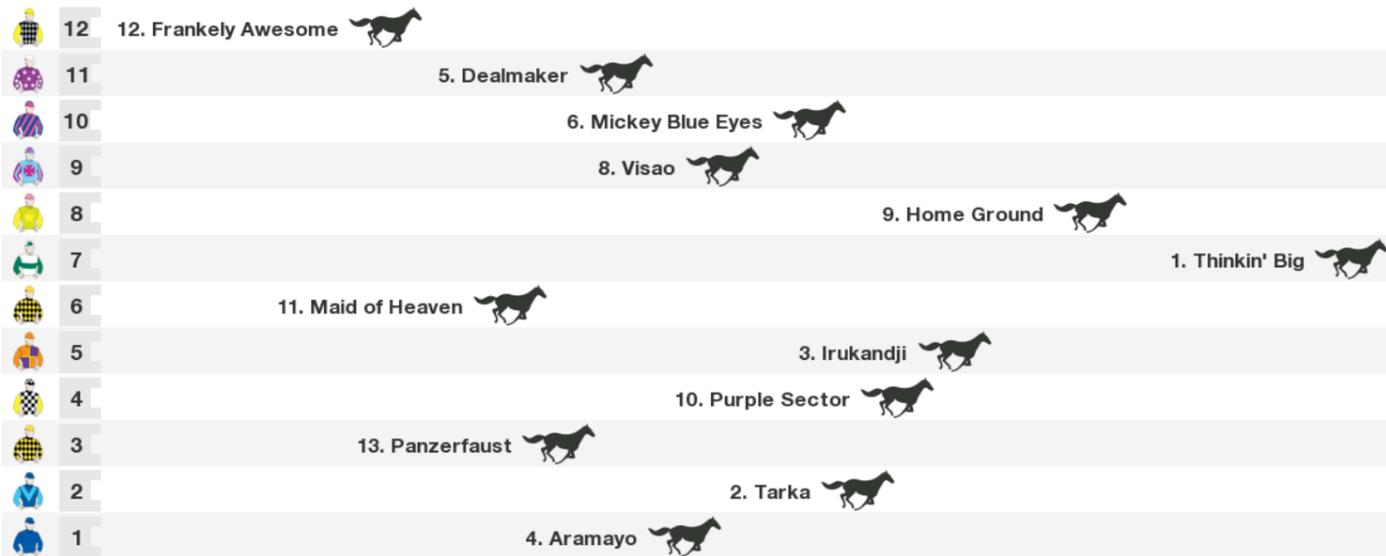 12 12. Frankely Awesome
11 5. Dealmaker
10 6. Mickey Blue Eyes
9 8. Visao
8 9. Home Ground
7 1. Thinkin' Big
6 11. Maid of Heaven
5 3. Irukandji
4 10. Purple Sector
3 13. Panzerfaust
2 2. Tarka
1 4. Aramayo